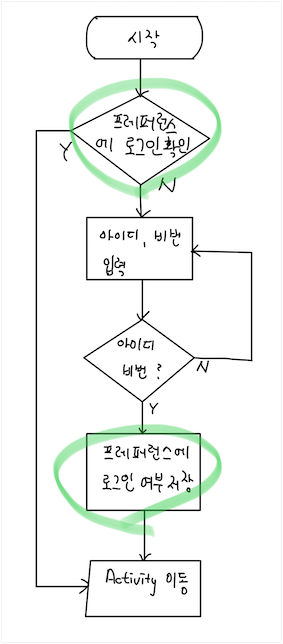 시작
프레퍼런스
에 로그인확인
Y
N
아이디, 비번
입력
아이디
비번?
N
Y
프레퍼런스에
로그인 여부 저장
Activity 이동